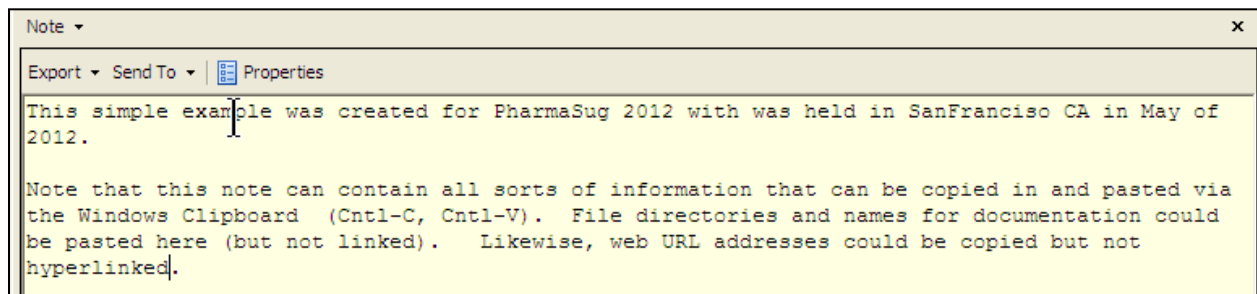 Note
Export Send To Properties
This simple example was created for PharmaSug 2012 with was held in SanFranciso CA in May of
2012.
Note that this note can contain all sorts of information that can be copied in and pasted via
the Windows Clipboard  (Cntl-C, Cntl-V).  File directories and names for documentation could
be pasted here (but not linked).   Likewise, web URL addresses could be copied but not
hyperlinked.